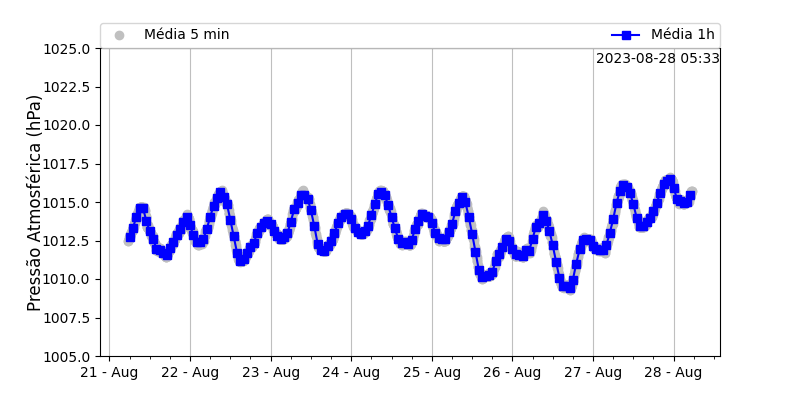 Média 5 min
Média 1h
2023-08-28 05:33
Pressão Atmosférica (hPa)
1025.0
1022.5
1020.0
1017.5
1015.0
1012.5
1010.0
1007.5
1005.0
21 - Aug
22 - Aug
23 - Aug
24 - Aug
25 - Aug
26 - Aug
27 - Aug
28 - Aug